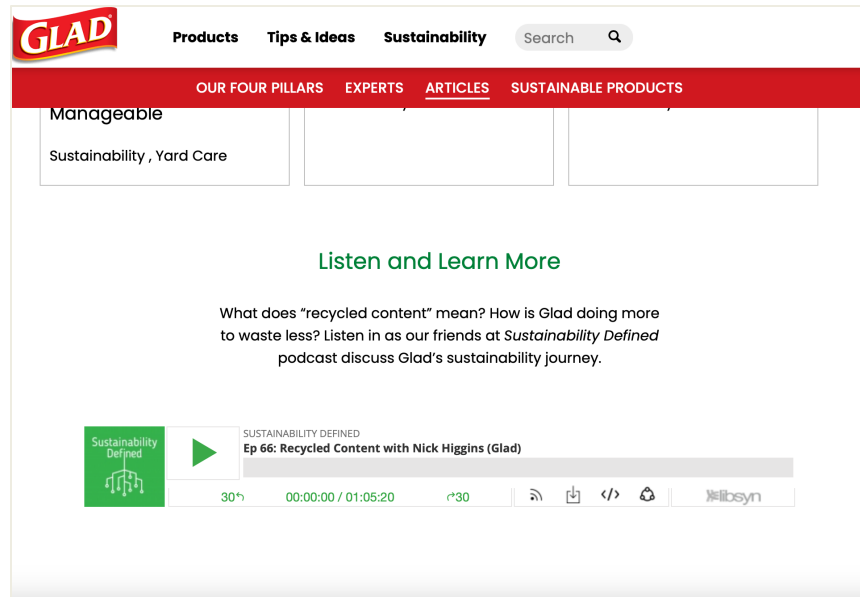 GLAD
Products Tips & Ideas Sustainability Search
OUR FOUR PILLARS EXPERTS ARTICLES SUSTAINABLE PRODUCTS
Manageable
Sustainability , Yard Care
Listen and Learn More
What does “recycled content” mean? How is Glad doing more
to waste less? Listen in as our friends at Sustainability Defined
podcast discuss Glad’s sustainability journey.
Sustainability
Defined
SUSTAINABILITY DEFINED
Ep 66: Recycled Content with Nick Higgins (Glad)
30 00:00:00 / 01:05:20 30 </> libsyn